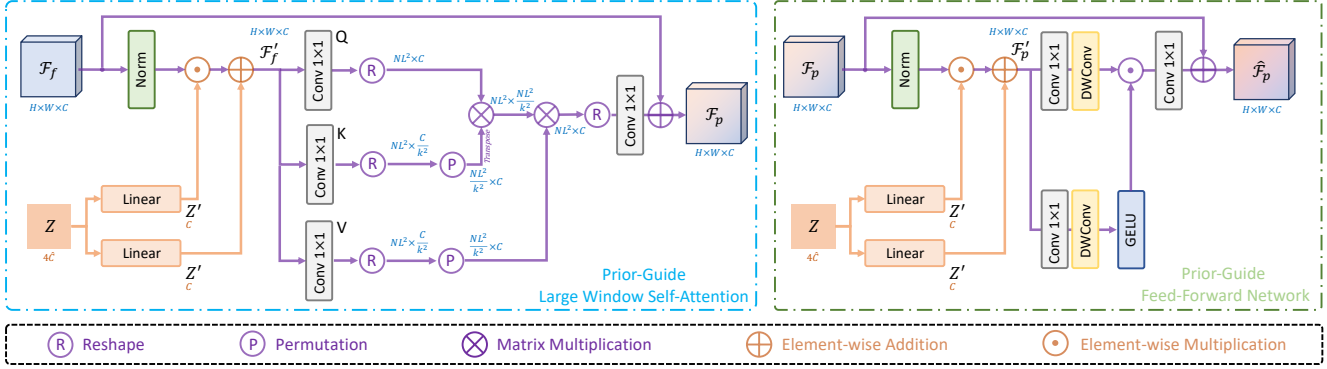 H×W×C
ℱ_f
H×W×C
Norm
ℱ′_f
Q
Conv 1×1
R
NL²×C
K
Conv 1×1
R
NL²×C/k²
P
NL²/k²×C
Transpose
NL²×NL²/k²
V
Conv 1×1
R
NL²×C/k²
P
NL²/k²×C
NL²×C
R
Conv 1×1
ℱ_p
H×W×C
Z
4Ĉ
Linear
Z′
C
Linear
Z′
C
Prior-Guide
Large Window Self-Attention
H×W×C
ℱ_p
H×W×C
Norm
ℱ′_p
Conv 1×1
DWConv
Conv 1×1
ℱ̂_p
H×W×C
Conv 1×1
DWConv
GELU
Z
4Ĉ
Linear
Z′
C
Linear
Z′
C
Prior-Guide
Feed-Forward Network
R Reshape
P Permutation
Matrix Multiplication
Element-wise Addition
Element-wise Multiplication